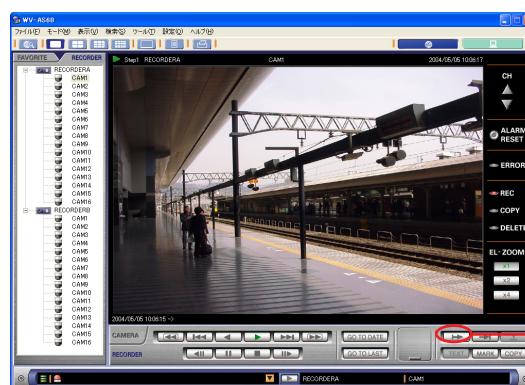 WV-AS68
ファイル(F) モード(M) 表示(V) 検索(S) ツール(T) 設定(O) ヘルプ(H)
FAVORITE RECORDER
RECORDERA
CAM1
CAM2
CAM3
CAM4
CAM5
CAM6
CAM7
CAM8
CAM9
CAM10
CAM11
CAM12
CAM13
CAM14
CAM15
CAM16
RECORDERB
CAM1
CAM2
CAM3
CAM4
CAM5
CAM6
CAM7
CAM8
CAM9
CAM10
CAM11
CAM12
CAM13
CAM14
CAM15
CAM16
Step1 RECORDERA CAM1 2004/05/05 10:06:17
2004/05/05 10:06:15 ->
CH
ALARM
RESET
ERROR
REC
COPY
DELETE
EL-ZOOM
x1
x2
x4
CAMERA GO TO DATE
RECORDER GO TO LAST TEXT MARK COPY
RECORDERA CAM1